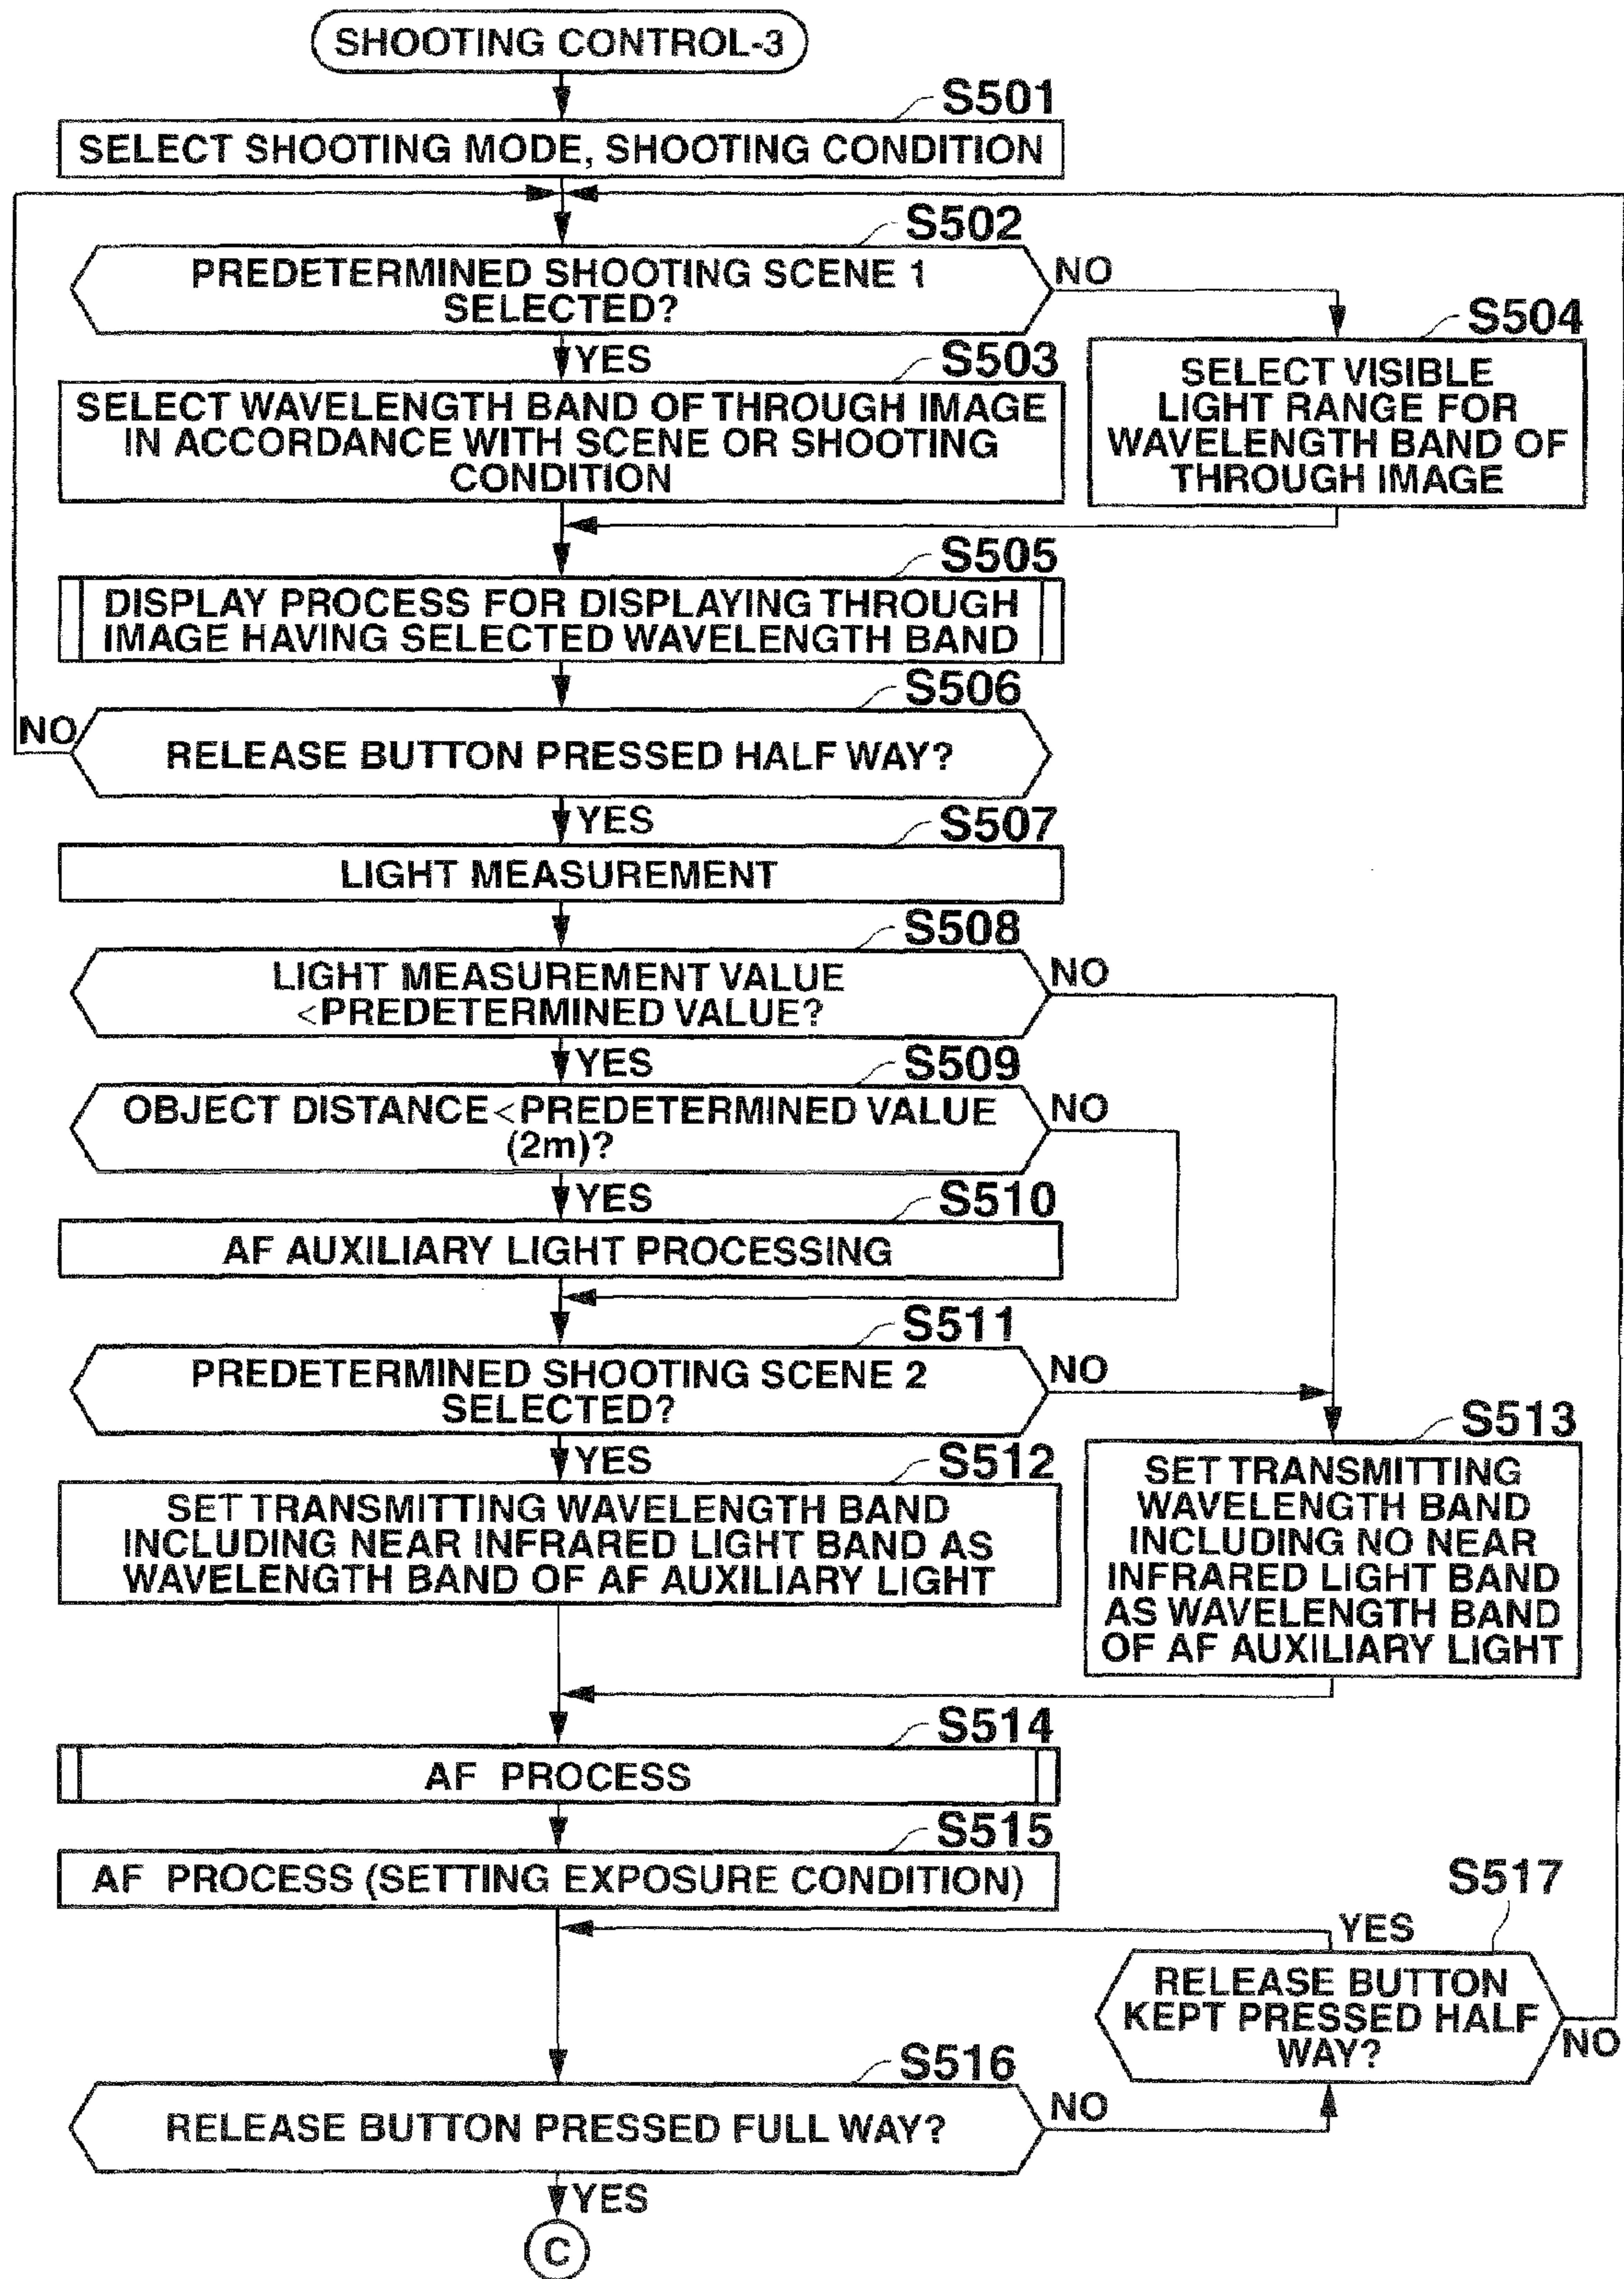 SHOOTING CONTROL-3
S501
SELECT SHOOTING MODE, SHOOTING CONDITION
S502
PREDETERMINED SHOOTING SCENE 1
SELECTED?
NO
YES
S503
SELECT WAVELENGTH BAND OF THROUGH IMAGE
IN ACCORDANCE WITH SCENE OR SHOOTING
CONDITION
S504
SELECT VISIBLE
LIGHT RANGE FOR
WAVELENGTH BAND OF
THROUGH IMAGE
S505
DISPLAY PROCESS FOR DISPLAYING THROUGH
IMAGE HAVING SELECTED WAVELENGTH BAND
S506
NO
RELEASE BUTTON PRESSED HALF WAY?
YES
S507
LIGHT MEASUREMENT
S508
LIGHT MEASUREMENT VALUE
<PREDETERMINED VALUE?
NO
YES
S509
OBJECT DISTANCE<PREDETERMINED VALUE
(2m)?
NO
YES
S510
AF AUXILIARY LIGHT PROCESSING
S511
PREDETERMINED SHOOTING SCENE 2
SELECTED?
NO
YES
S512
SET TRANSMITTING WAVELENGTH BAND
INCLUDING NEAR INFRARED LIGHT BAND AS
WAVELENGTH BAND OF AF AUXILIARY LIGHT
S513
SET TRANSMITTING
WAVELENGTH BAND
INCLUDING NO NEAR
INFRARED LIGHT BAND
AS WAVELENGTH BAND
OF AF AUXILIARY LIGHT
S514
AF PROCESS
S515
AF PROCESS (SETTING EXPOSURE CONDITION)
S517
YES
RELEASE BUTTON
KEPT PRESSED HALF
WAY?
NO
S516
RELEASE BUTTON PRESSED FULL WAY?
NO
YES
C